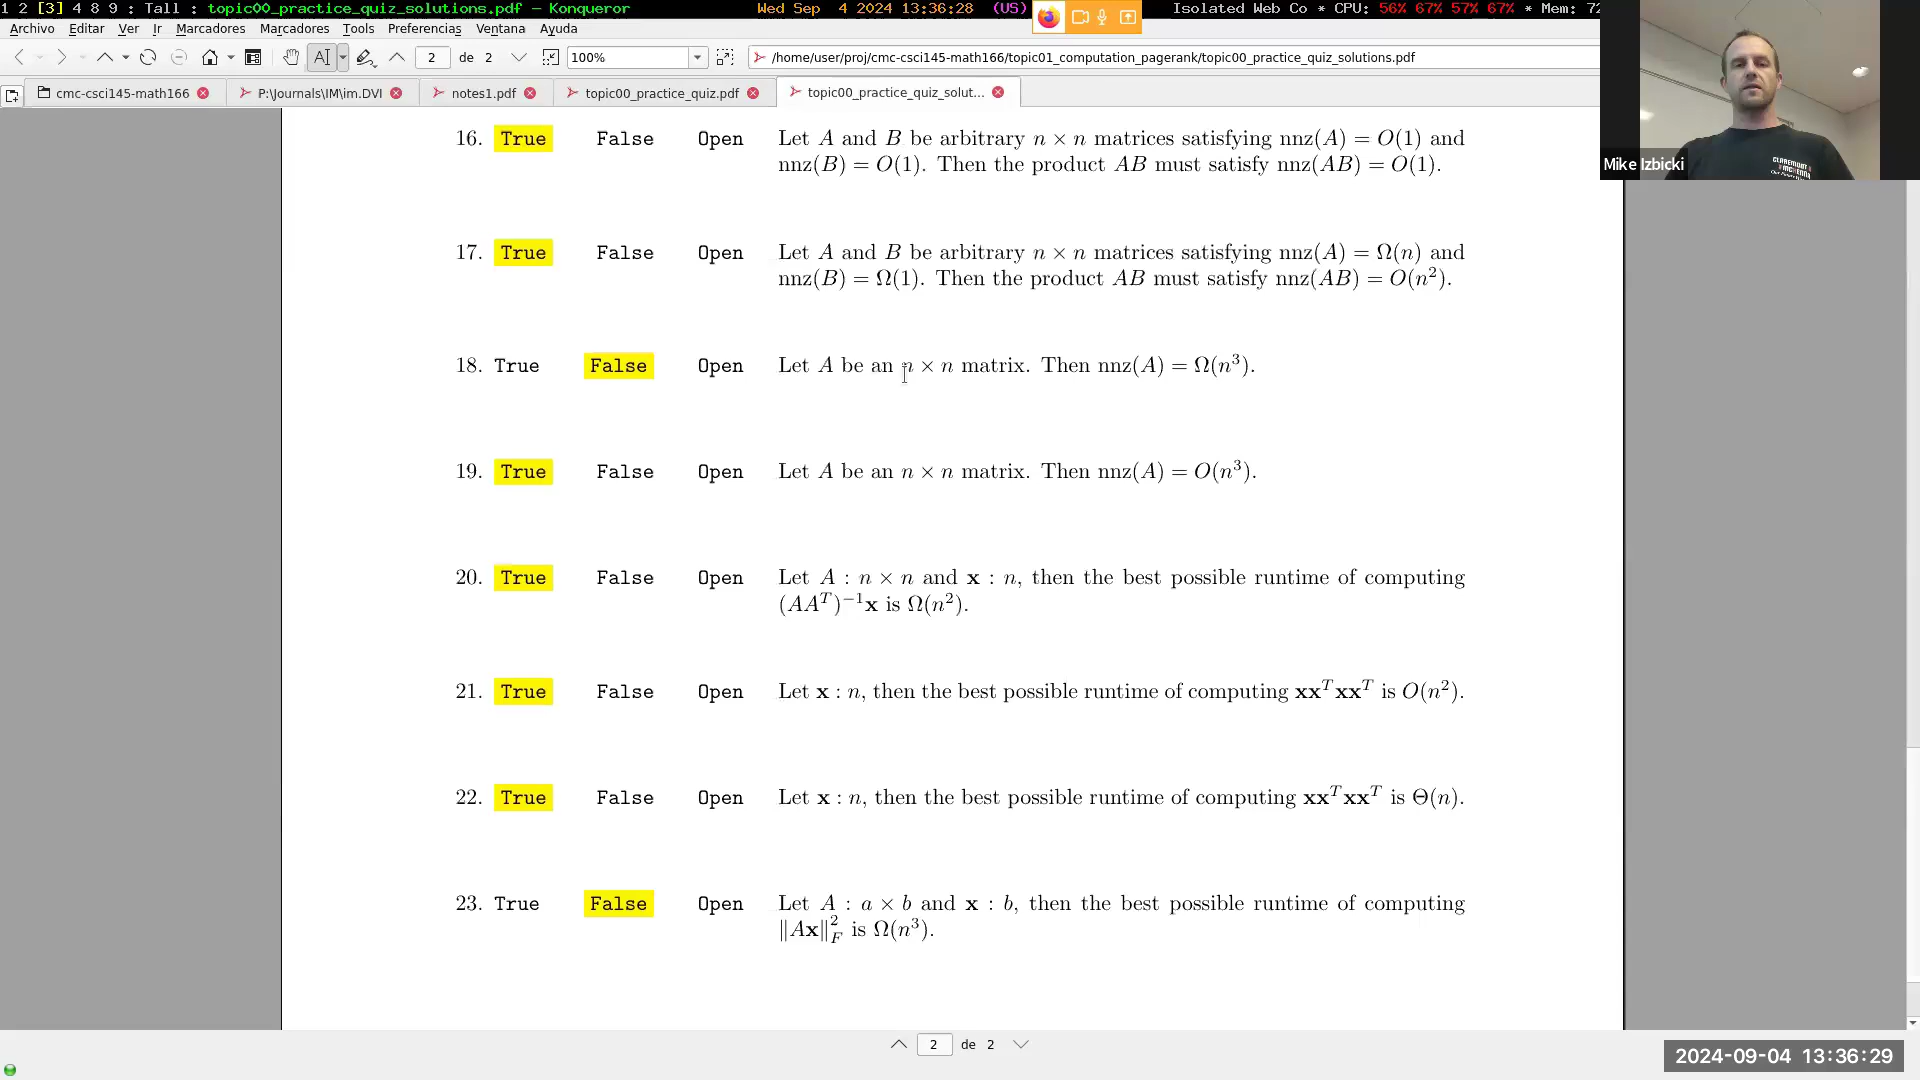 1 2 [3] 4 8 9 : Tall : topic00_practice_quiz_solutions.pdf – Konqueror Wed Sep 4 2024 13:36:28 (US) Isolated Web Co * CPU: 56% 67% 57% 67% * Mem: 72
Archivo Editar Ver Ir Marcadores Marcadores Tools Preferencias Ventana Ayuda
2 de 2 100% /home/user/proj/cmc-csci145-math166/topic01_computation_pagerank/topic00_practice_quiz_solutions.pdf
cmc-csci145-math166 P:\Journals\IM\im.DVI notes1.pdf topic00_practice_quiz.pdf topic00_practice_quiz_solut...
Mike Izbicki
CLAREMONT
MCKENNA
16. True False Open Let A and B be arbitrary n × n matrices satisfying nnz(A) = O(1) and
nnz(B) = O(1). Then the product AB must satisfy nnz(AB) = O(1).
17. True False Open Let A and B be arbitrary n × n matrices satisfying nnz(A) = Ω(n) and
nnz(B) = Ω(1). Then the product AB must satisfy nnz(AB) = O(n²).
18. True False Open Let A be an n × n matrix. Then nnz(A) = Ω(n³).
19. True False Open Let A be an n × n matrix. Then nnz(A) = O(n³).
20. True False Open Let A : n × n and x : n, then the best possible runtime of computing
(AAᵀ)⁻¹x is Ω(n²).
21. True False Open Let x : n, then the best possible runtime of computing xxᵀxxᵀ is O(n²).
22. True False Open Let x : n, then the best possible runtime of computing xxᵀxxᵀ is Θ(n).
23. True False Open Let A : a × b and x : b, then the best possible runtime of computing
‖Ax‖²_F is Ω(n³).
2 de 2
2024-09-04 13:36:29